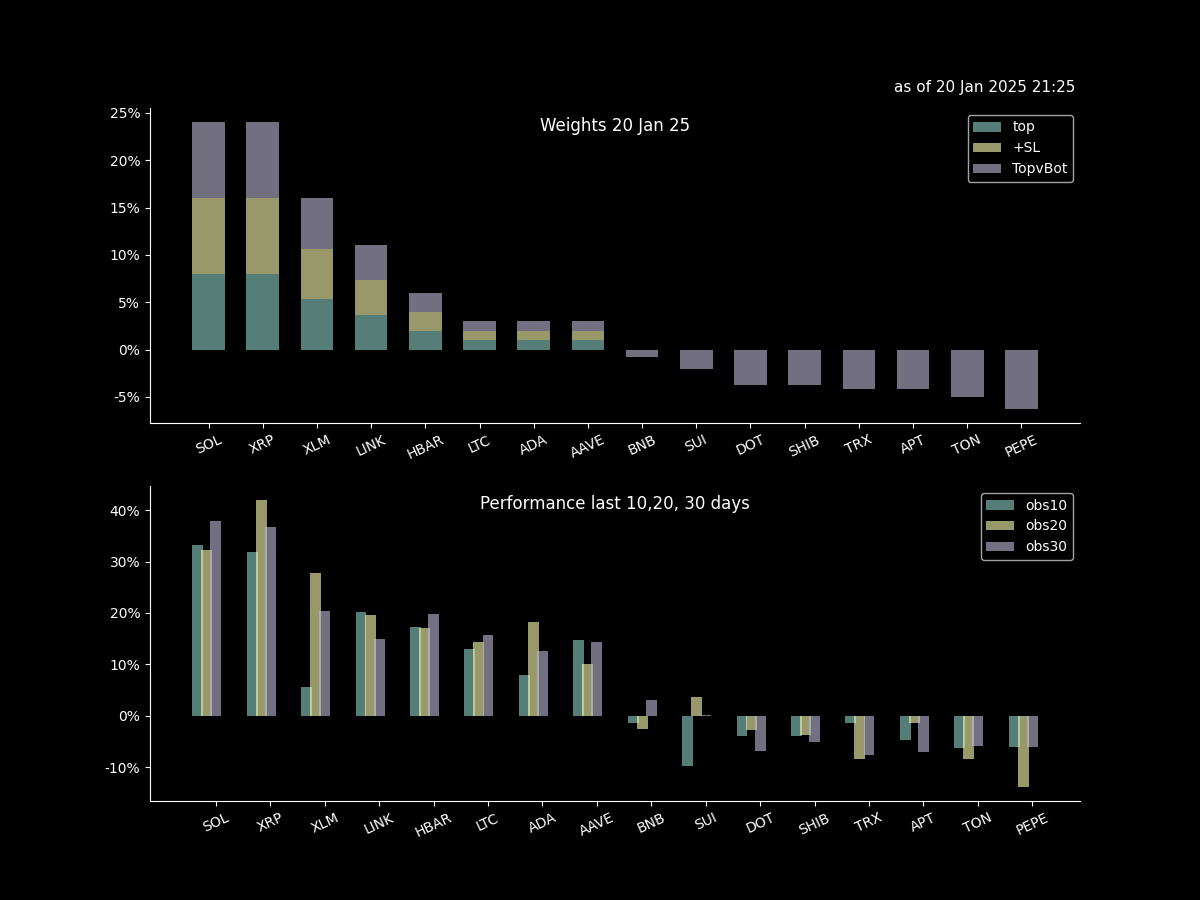 as of 20 Jan 2025 21:25
Weights 20 Jan 25
top
+SL
TopvBot
25%
20%
15%
10%
5%
0%
-5%
SOL XRP XLM LINK HBAR LTC ADA AAVE BNB SUI DOT SHIB TRX APT TON PEPE
Performance last 10,20, 30 days
obs10
obs20
obs30
40%
30%
20%
10%
0%
-10%
SOL XRP XLM LINK HBAR LTC ADA AAVE BNB SUI DOT SHIB TRX APT TON PEPE